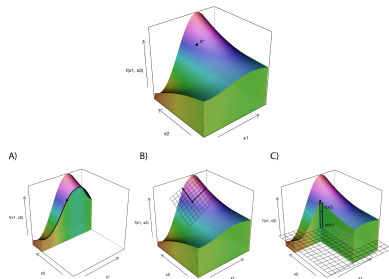 X*
f(x1, x2)
x2
x1
A)
B)
C)
f(x1, x2)
x2
x1
f(x1, x2)
x2
x1
f(x1, x2)
x2
x1